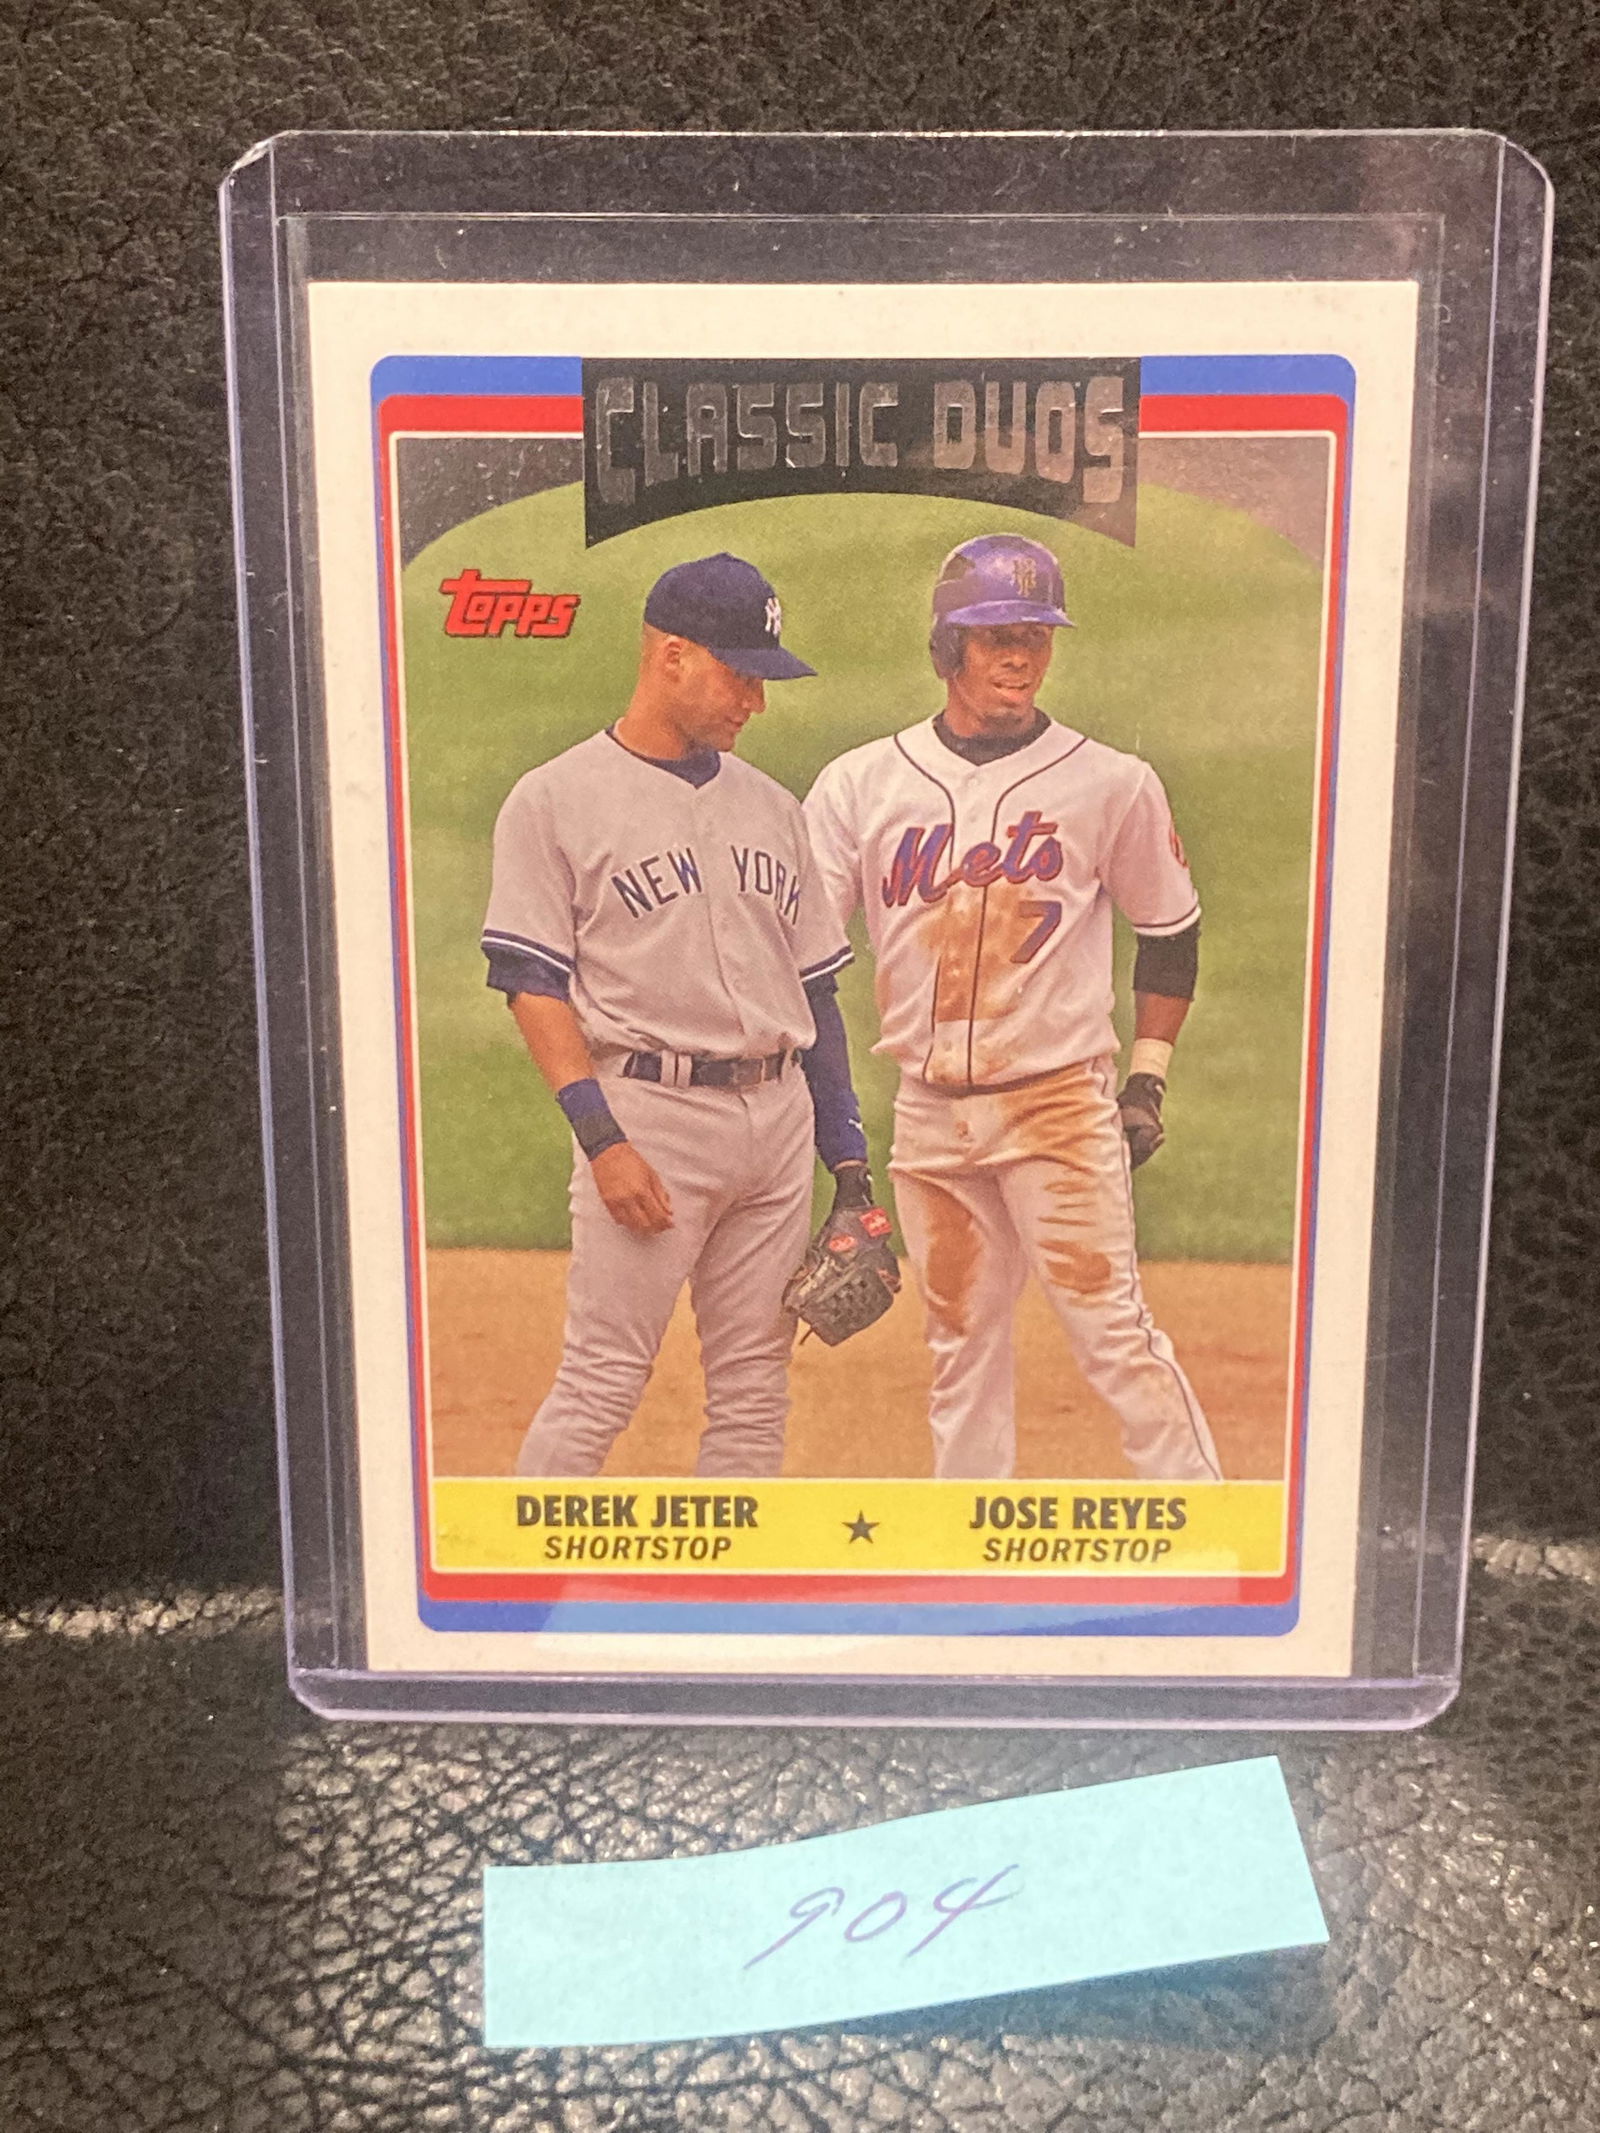 CLASSIC DUOS
Topps
NEW YORK
Mets
7
DEREK JETER ★ JOSE REYES
SHORTSTOP SHORTSTOP
904